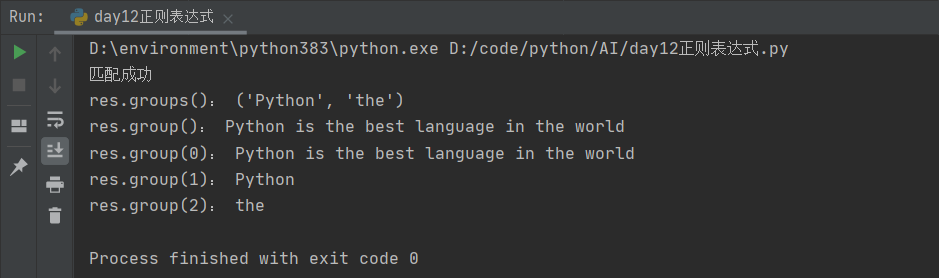 Run:
day12正则表达式
D:\environment\python383\python.exe D:/code/python/AI/day12正则表达式.py
匹配成功
res.groups()： ('Python', 'the')
res.group()： Python is the best language in the world
res.group(0)： Python is the best language in the world
res.group(1)： Python
res.group(2)： the
Process finished with exit code 0